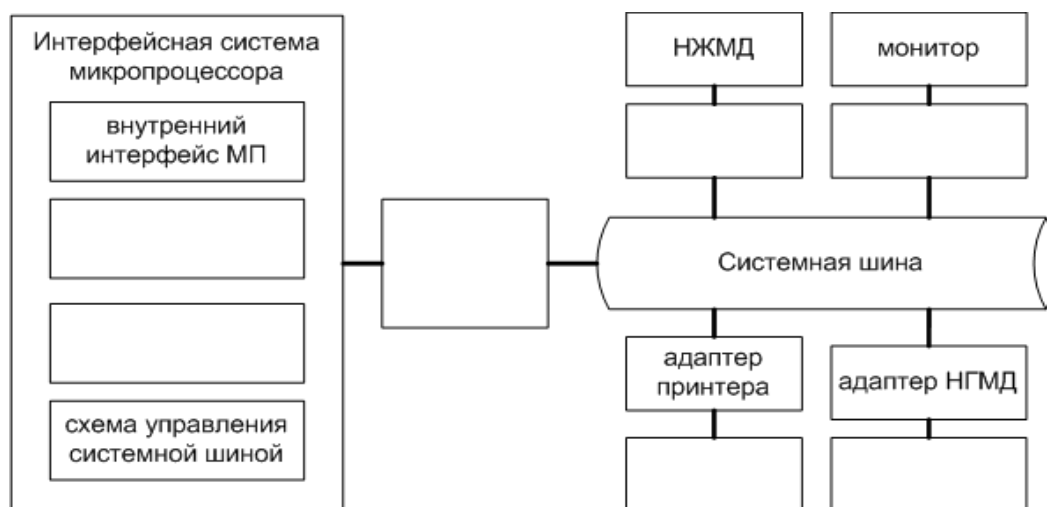 Интерфейсная система
микропроцессора
внутренний
интерфейс МП
схема управления
системной шиной
НЖМД
монитор
Системная шина
адаптер
принтера
адаптер НГМД